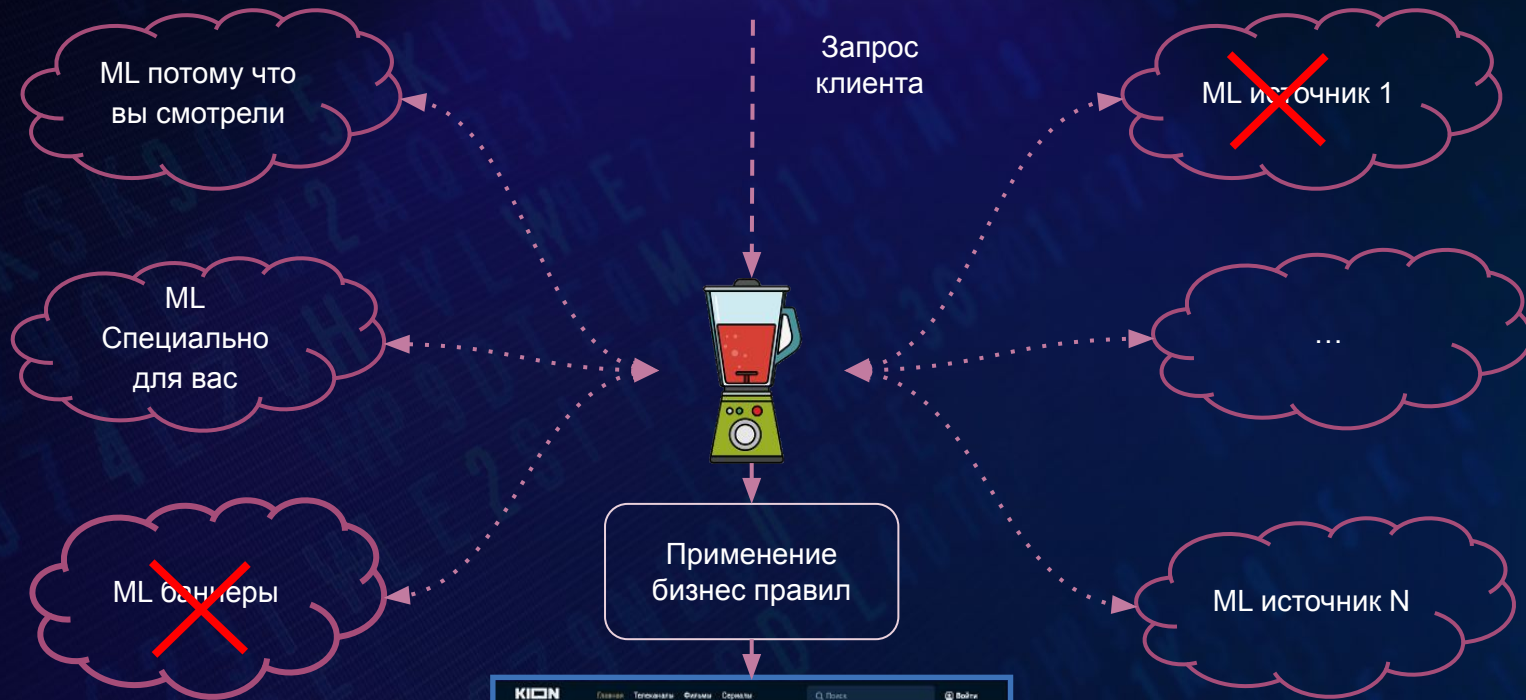 ML потому что
вы смотрели
Запрос
клиента
ML источник 1
ML
Специально
для вас
…
ML баннеры
Применение
бизнес правил
ML источник N
KION Главная Телеканалы Фильмы Сериалы Поиск Войти